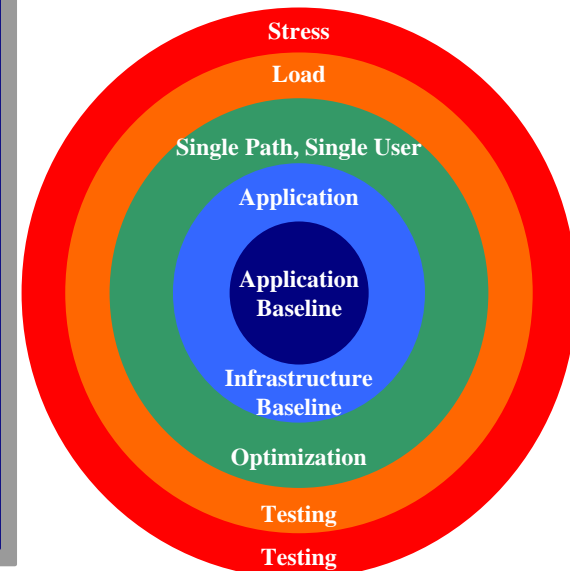 Stress
Load
Single Path, Single User
Application
Application
Baseline
Infrastructure
Baseline
Optimization
Testing
Testing